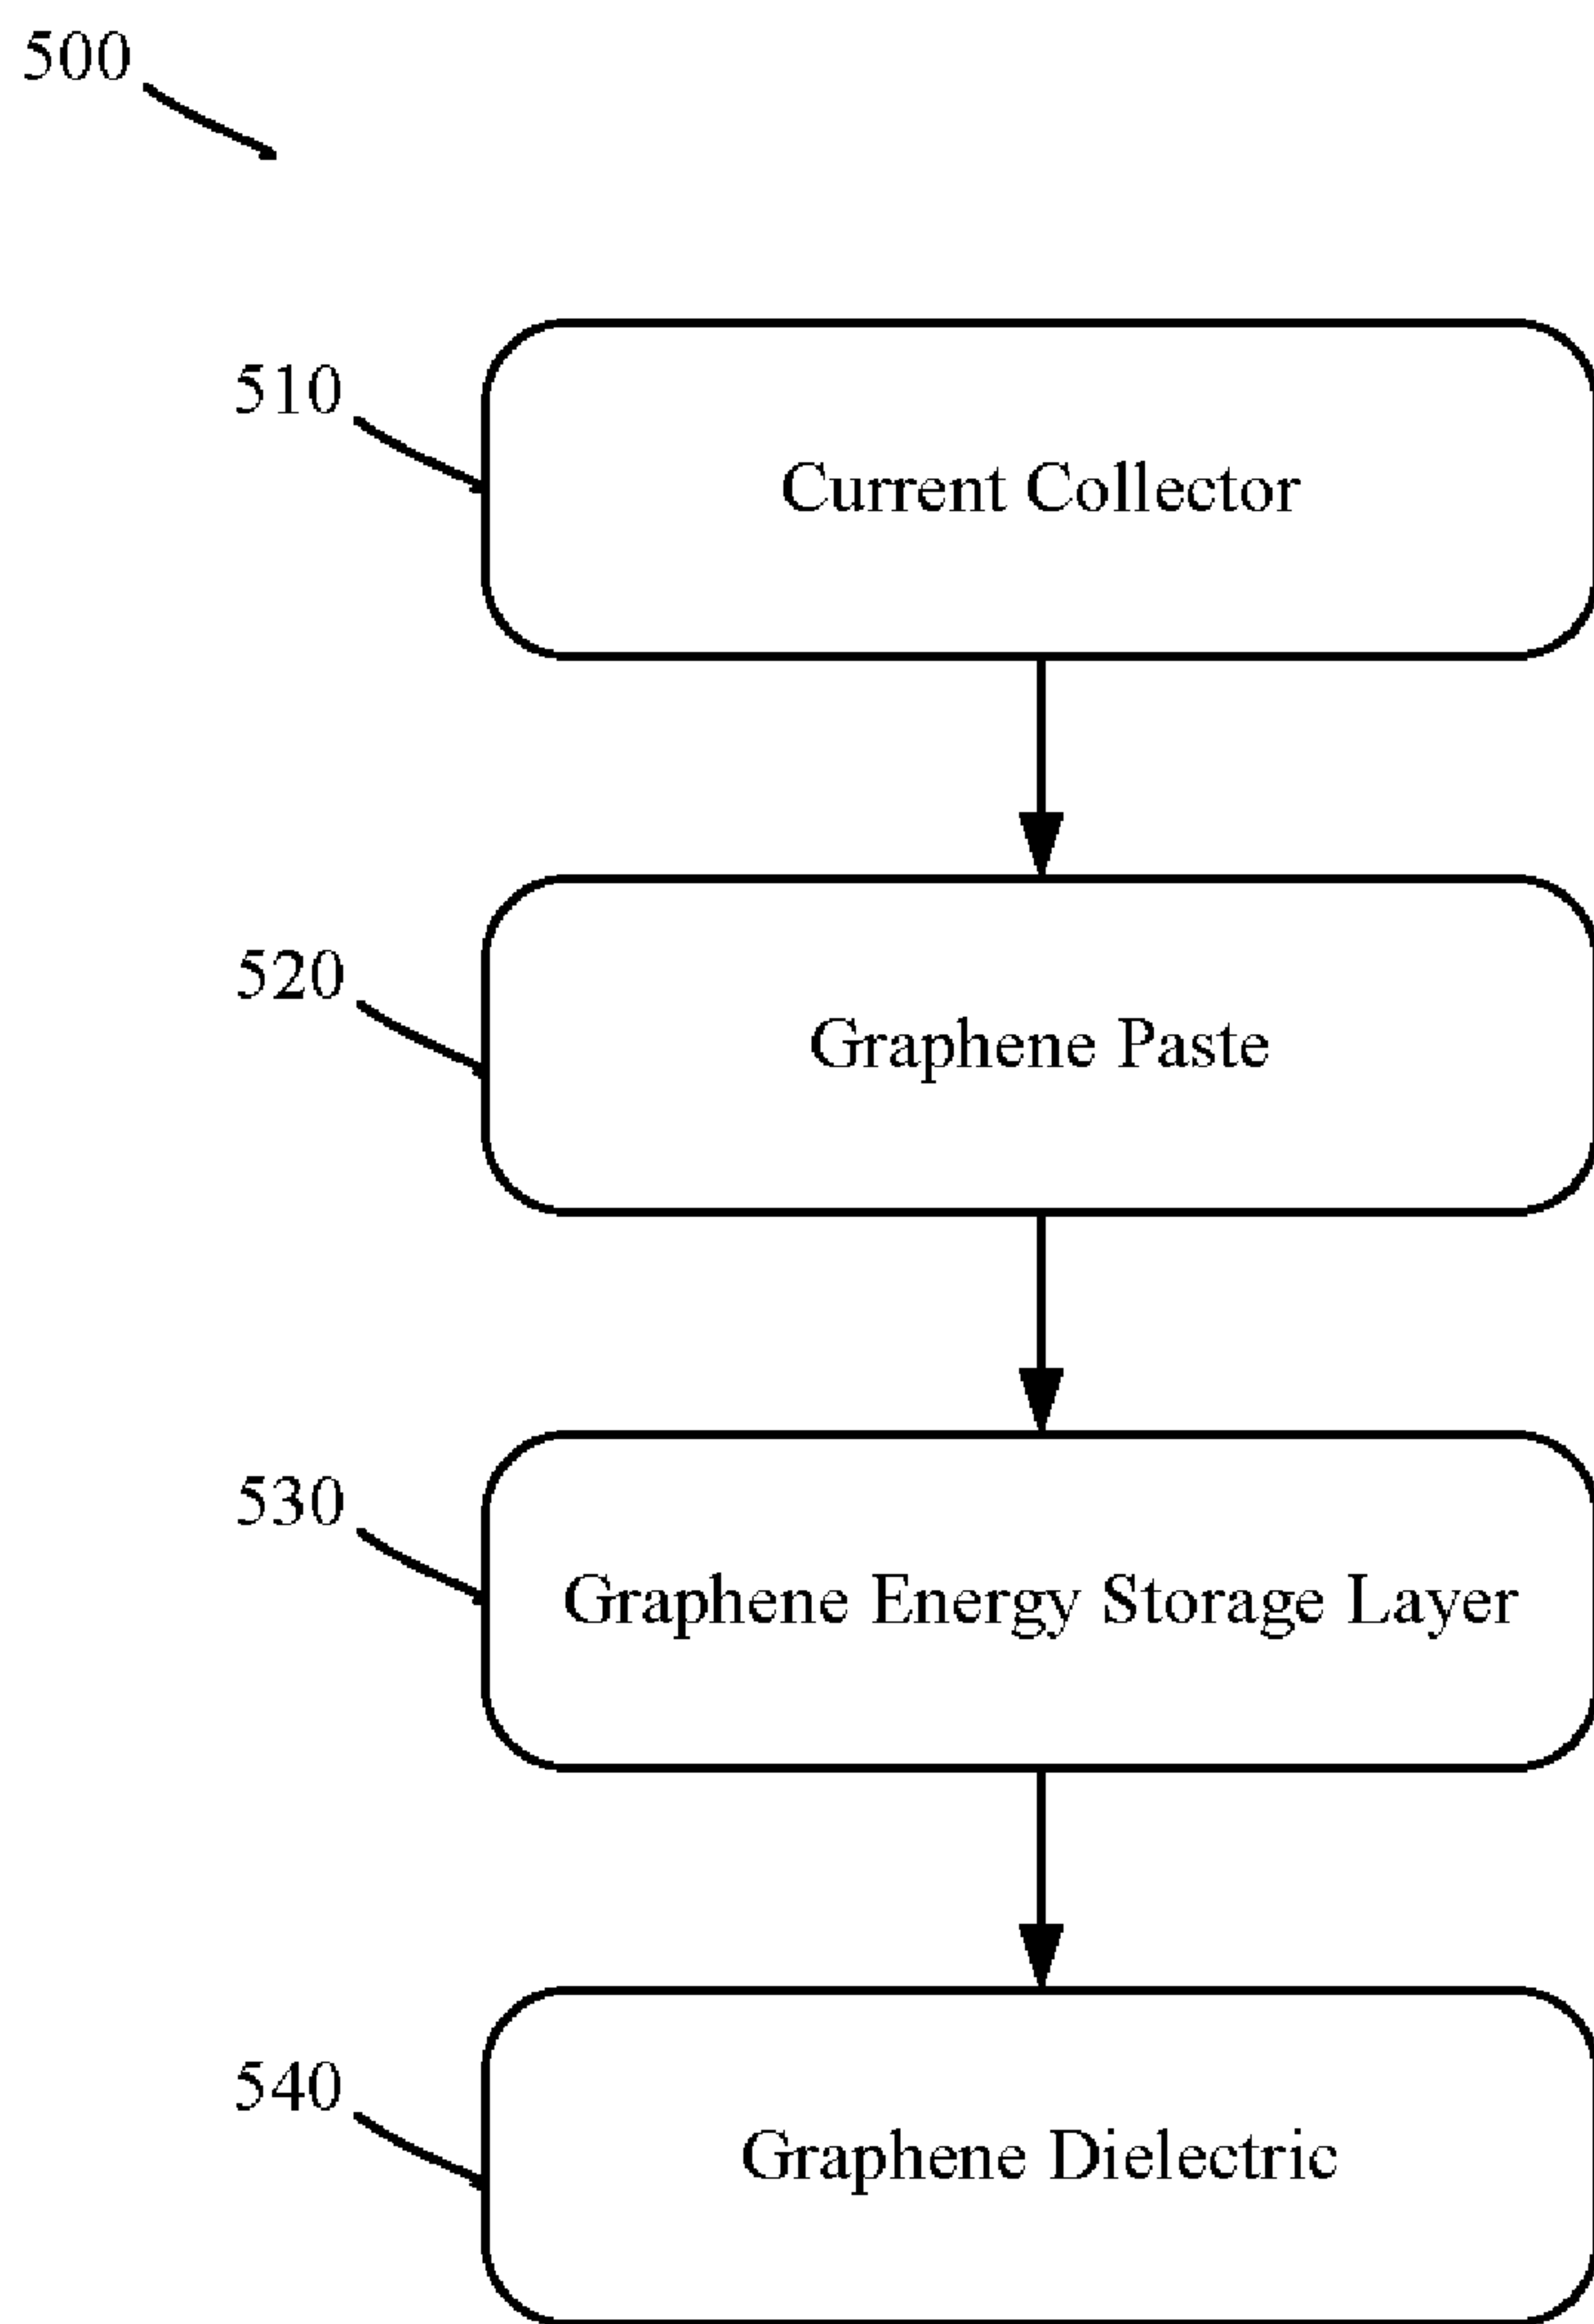 500
510
Current Collector
520
Graphene Paste
530
Graphene Energy Storage Layer
540
Graphene Dielectric